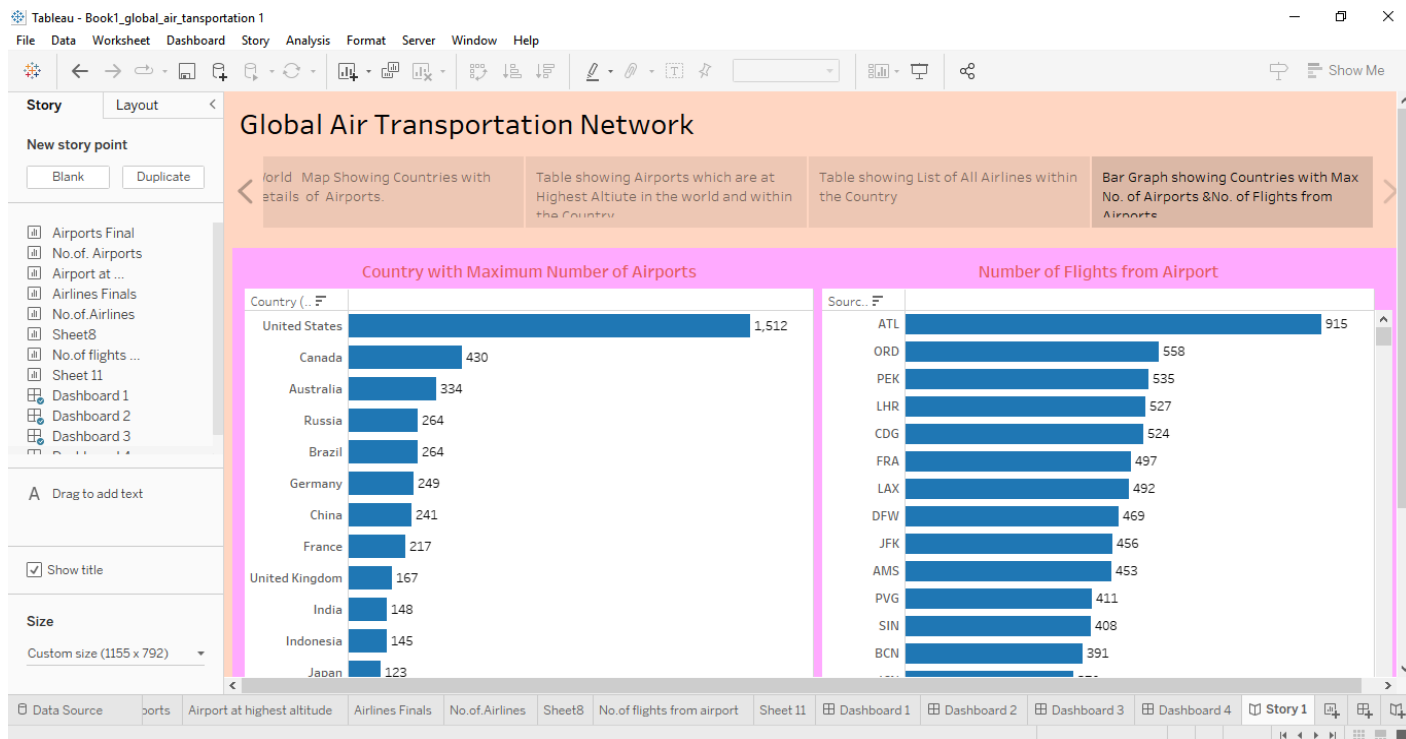 Tableau - Book1_global_air_tansportation 1
File Data Worksheet Dashboard Story Analysis Format Server Window Help
Show Me
Story Layout
New story point
Blank Duplicate
Airports Final
No.of. Airports
Airport at ...
Airlines Finals
No.of.Airlines
Sheet8
No.of flights ...
Sheet 11
Dashboard 1
Dashboard 2
Dashboard 3
A Drag to add text
Show title
Size
Custom size (1155 x 792)
Global Air Transportation Network
Map Showing Countries with
of Airports.
Table showing Airports which are at
Highest Altiute in the world and within
the Country
Table showing List of All Airlines within
the Country
Bar Graph showing Countries with Max
No. of Airports &No. of Flights from
Airports
Country with Maximum Number of Airports
Country (..
United States 1,512
Canada 430
Australia 334
Russia 264
Brazil 264
Germany 249
China 241
France 217
United Kingdom 167
India 148
Indonesia 145
Japan 123
Number of Flights from Airport
Sourc..
ATL 915
ORD 558
PEK 535
LHR 527
CDG 524
FRA 497
LAX 492
DFW 469
JFK 456
AMS 453
PVG 411
SIN 408
BCN 391
Data Source ports Airport at highest altitude Airlines Finals No.of.Airlines Sheet8 No.of flights from airport Sheet 11 Dashboard 1 Dashboard 2 Dashboard 3 Dashboard 4 Story 1